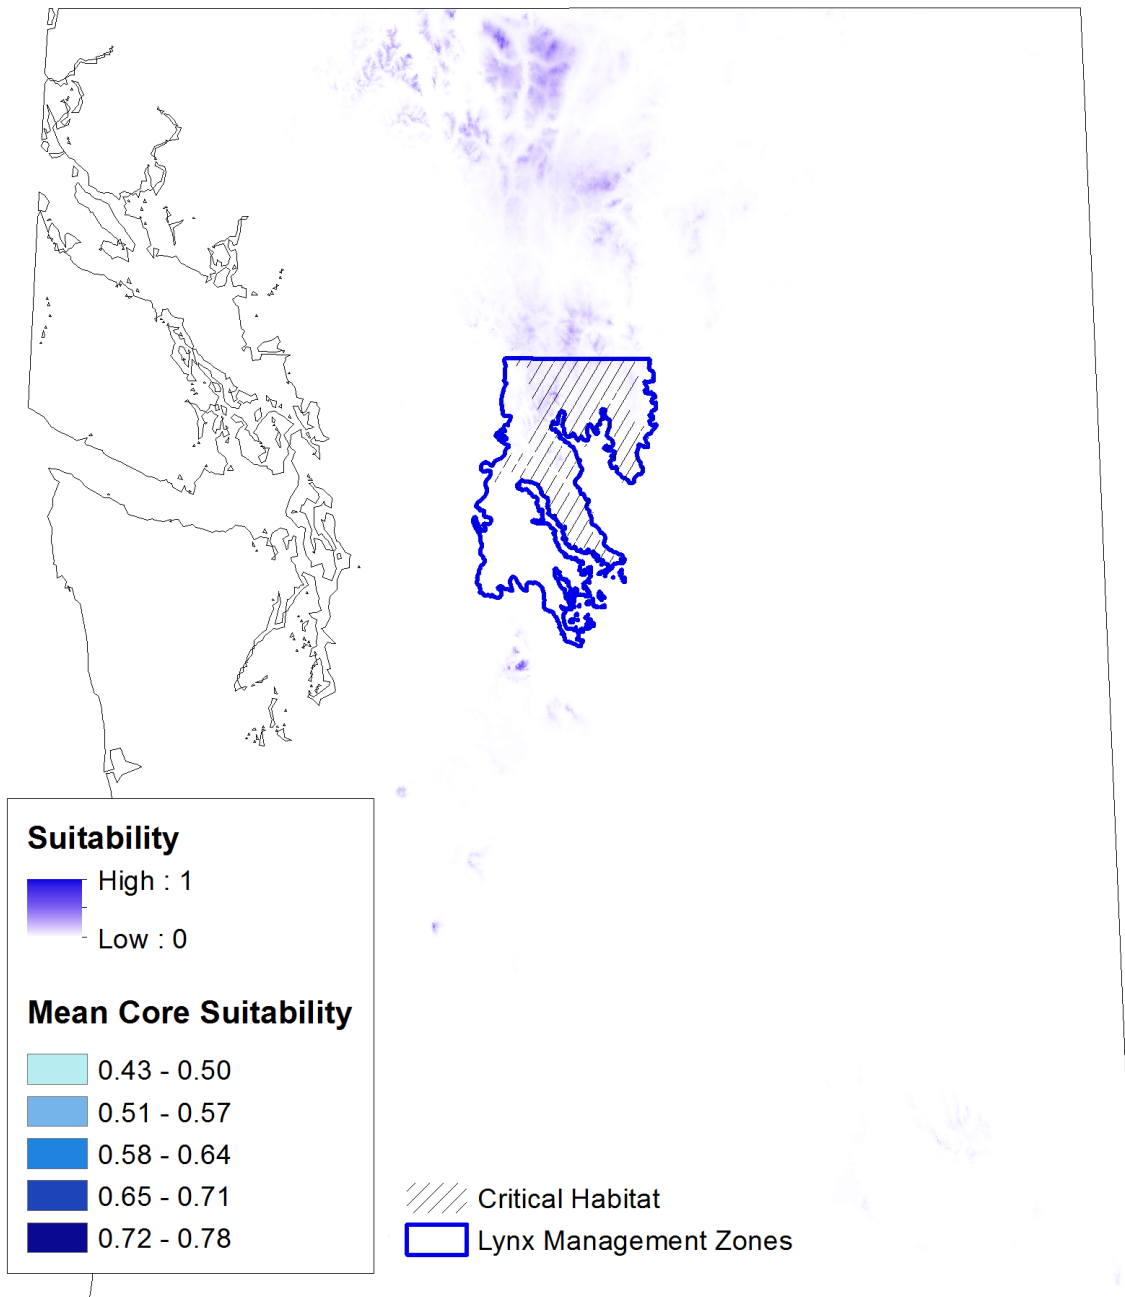 Suitability
High : 1
Low : 0
Mean Core Suitability
0.43 - 0.50
0.51 - 0.57
0.58 - 0.64
0.65 - 0.71
0.72 - 0.78
Critical Habitat
Lynx Management Zones